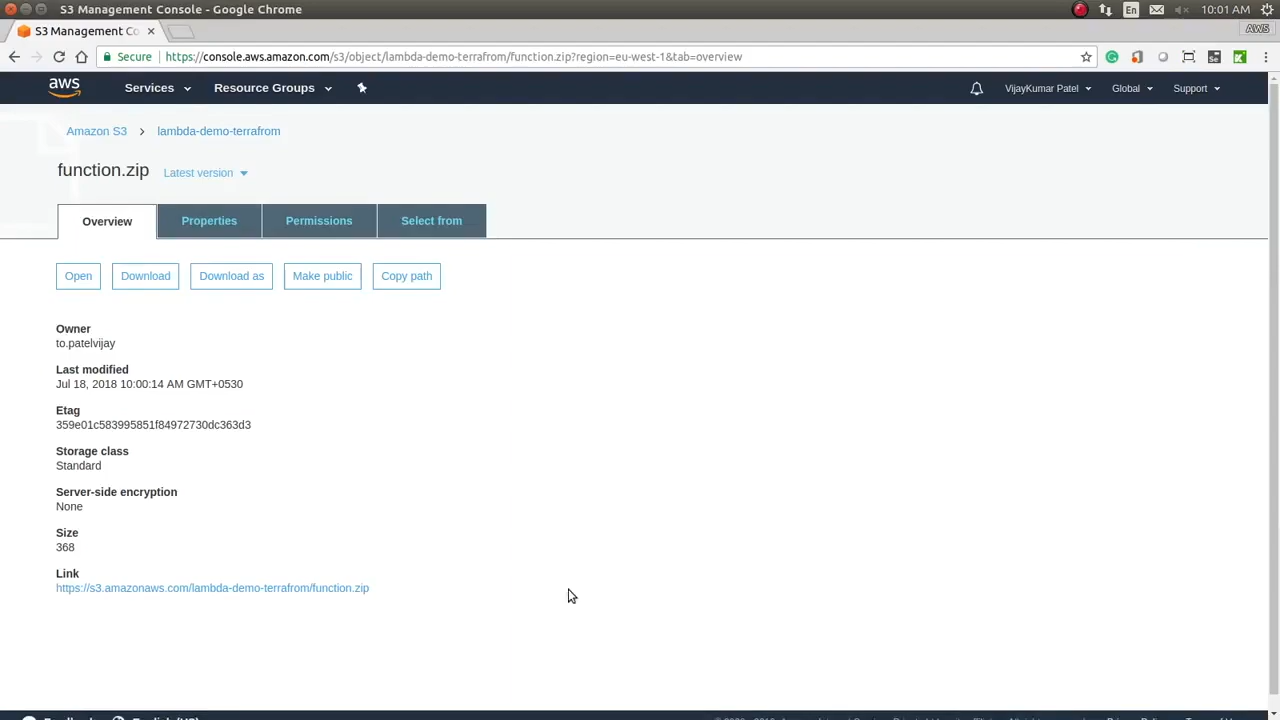 S3 Management Console - Google Chrome
En
10:01 AM
S3 Management Co
AWS
Secure
https://console.aws.amazon.com/s3/object/lambda-demo-terrafrom/function.zip?region=eu-west-1&tab=overview
aws
Services
Resource Groups
VijayKumar Patel
Global
Support
Amazon S3
lambda-demo-terrafrom
function.zip
Latest version
Overview
Properties
Permissions
Select from
Open
Download
Download as
Make public
Copy path
Owner
to.patelvijay
Last modified
Jul 18, 2018 10:00:14 AM GMT+0530
Etag
359e01c583995851f84972730dc363d3
Storage class
Standard
Server-side encryption
None
Size
368
Link
https://s3.amazonaws.com/lambda-demo-terrafrom/function.zip